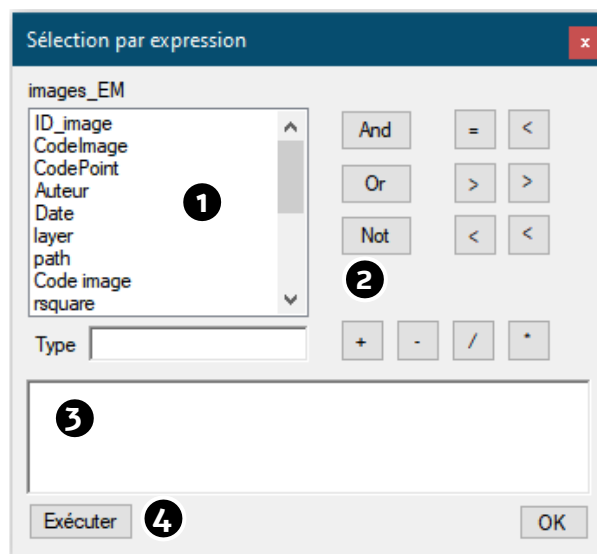 Sélection par expression x
images_EM
ID_image
CodeImage
CodePoint
Auteur
Date
layer
path
Code image
rsquare
1
And = <
Or > >
Not < <
2
Type
+ - / *
3
Exécuter 4 OK